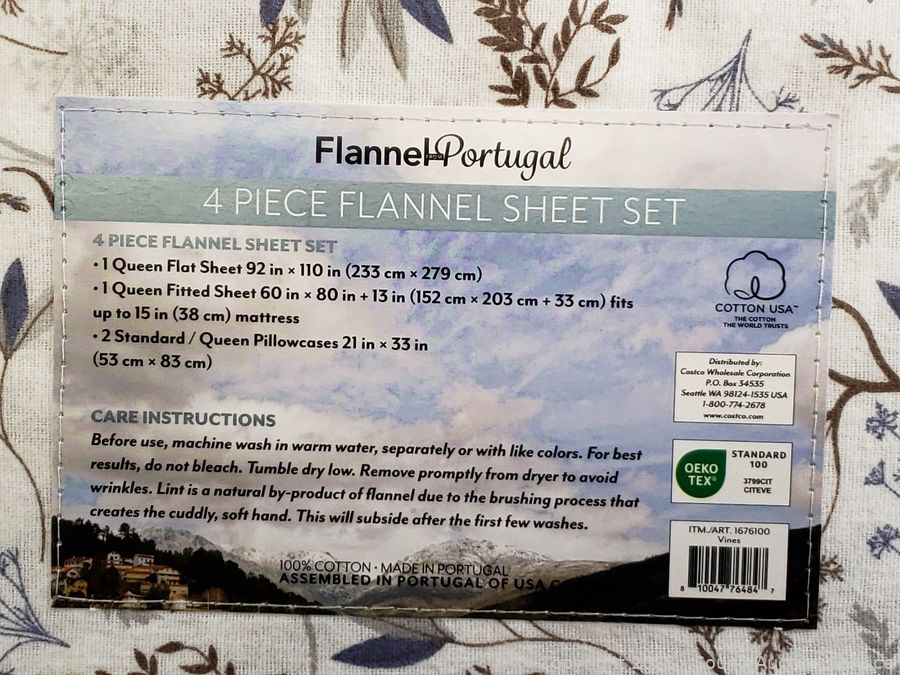 Flannel FROM Portugal
4 PIECE FLANNEL SHEET SET
4 PIECE FLANNEL SHEET SET
• 1 Queen Flat Sheet 92 in × 110 in (233 cm × 279 cm)
• 1 Queen Fitted Sheet 60 in × 80 in + 13 in (152 cm × 203 cm + 33 cm) fits
up to 15 in (38 cm) mattress
• 2 Standard / Queen Pillowcases 21 in × 33 in
(53 cm × 83 cm)
CARE INSTRUCTIONS
Before use, machine wash in warm water, separately or with like colors. For best
results, do not bleach. Tumble dry low. Remove promptly from dryer to avoid
wrinkles. Lint is a natural by-product of flannel due to the brushing process that
creates the cuddly, soft hand. This will subside after the first few washes.
100% COTTON • MADE IN PORTUGAL
ASSEMBLED IN PORTUGAL OF USA
COTTON USA™
THE COTTON
THE WORLD TRUSTS
Distributed by:
Costco Wholesale Corporation
P.O. Box 34535
Seattle WA 98124-1535 USA
1-800-774-2678
www.costco.com
OEKO
TEX®
STANDARD
100
3799CIT
CITEVE
ITM./ART. 1676100
Vines
8 10047 76484 7